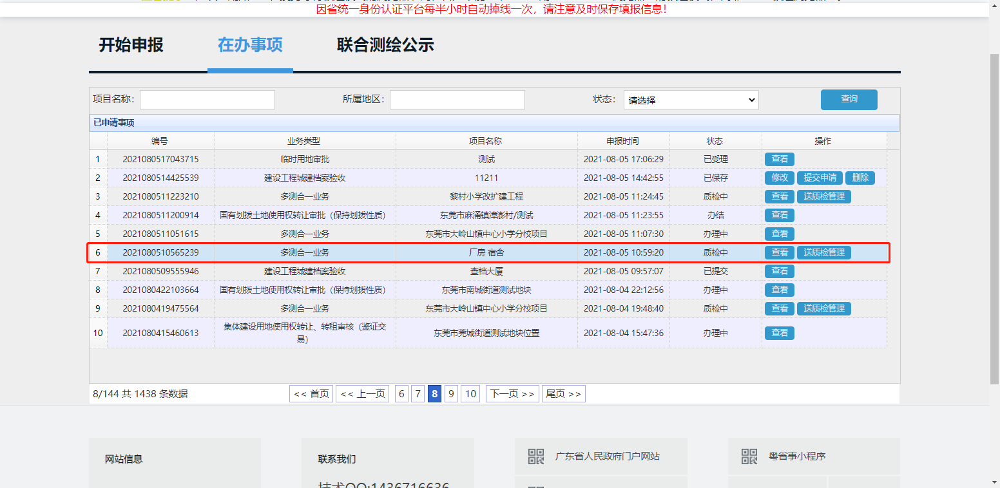 因省统一身份认证平台每半小时自动掉线一次，请注意及时保存填报信息！
开始申报 在办事项 联合测绘公示
项目名称： 所属地区： 状态： 请选择 查询
已申请事项
编号 业务类型 项目名称 申报时间 状态 操作
1 2021080517043715 临时用地审批 测试 2021-08-05 17:06:29 已受理 查看
2 2021080514425539 建设工程城建档案验收 11211 2021-08-05 14:42:55 已保存 修改 提交申请 删除
3 2021080511223210 多测合一业务 黎村小学改扩建工程 2021-08-05 11:24:45 质检中 查看 送质检管理
4 2021080511200914 国有划拨土地使用权转让审批（保持划拨性质） 东莞市麻涌镇漳澎村/测试 2021-08-05 11:23:55 办结 查看
5 2021080511051615 多测合一业务 东莞市大岭山镇中心小学分校项目 2021-08-05 11:07:30 办理中 查看
6 2021080510565239 多测合一业务 厂房 宿舍 2021-08-05 10:59:20 质检中 查看 送质检管理
7 2021080509555946 建设工程城建档案验收 查档大厦 2021-08-05 09:57:07 已提交 查看
8 2021080422103664 国有划拨土地使用权转让审批（保持划拨性质） 东莞市南城街道测试地块 2021-08-04 22:12:56 办理中 查看
9 2021080419475564 多测合一业务 东莞市大岭山镇中心小学分校项目 2021-08-04 19:48:40 质检中 查看 送质检管理
10 2021080415460613 集体建设用地使用权转让、转租审核（鉴证交易） 东莞市莞城街道测试地块位置 2021-08-04 15:47:36 办理中 查看
8/144 共 1438 条数据 << 首页 << 上一页 6 7 8 9 10 下一页 >> 尾页 >>
网站信息 联系我们 广东省人民政府门户网站 粤省事小程序
技术QQ:1436716636